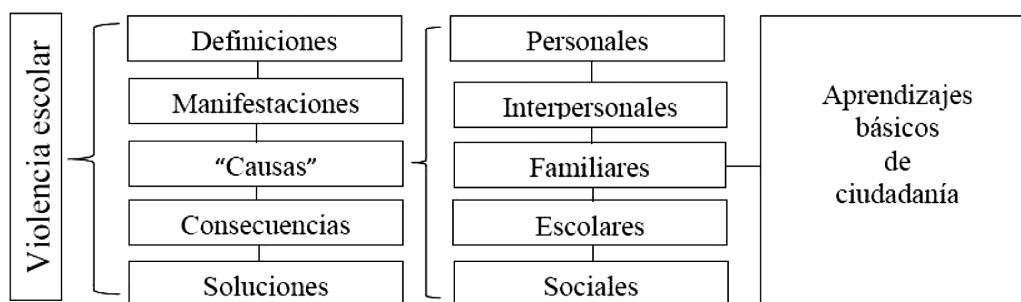 Violencia escolar
Definiciones
Manifestaciones
“Causas”
Consecuencias
Soluciones
Personales
Interpersonales
Familiares
Escolares
Sociales
Aprendizajes
básicos
de
ciudadanía